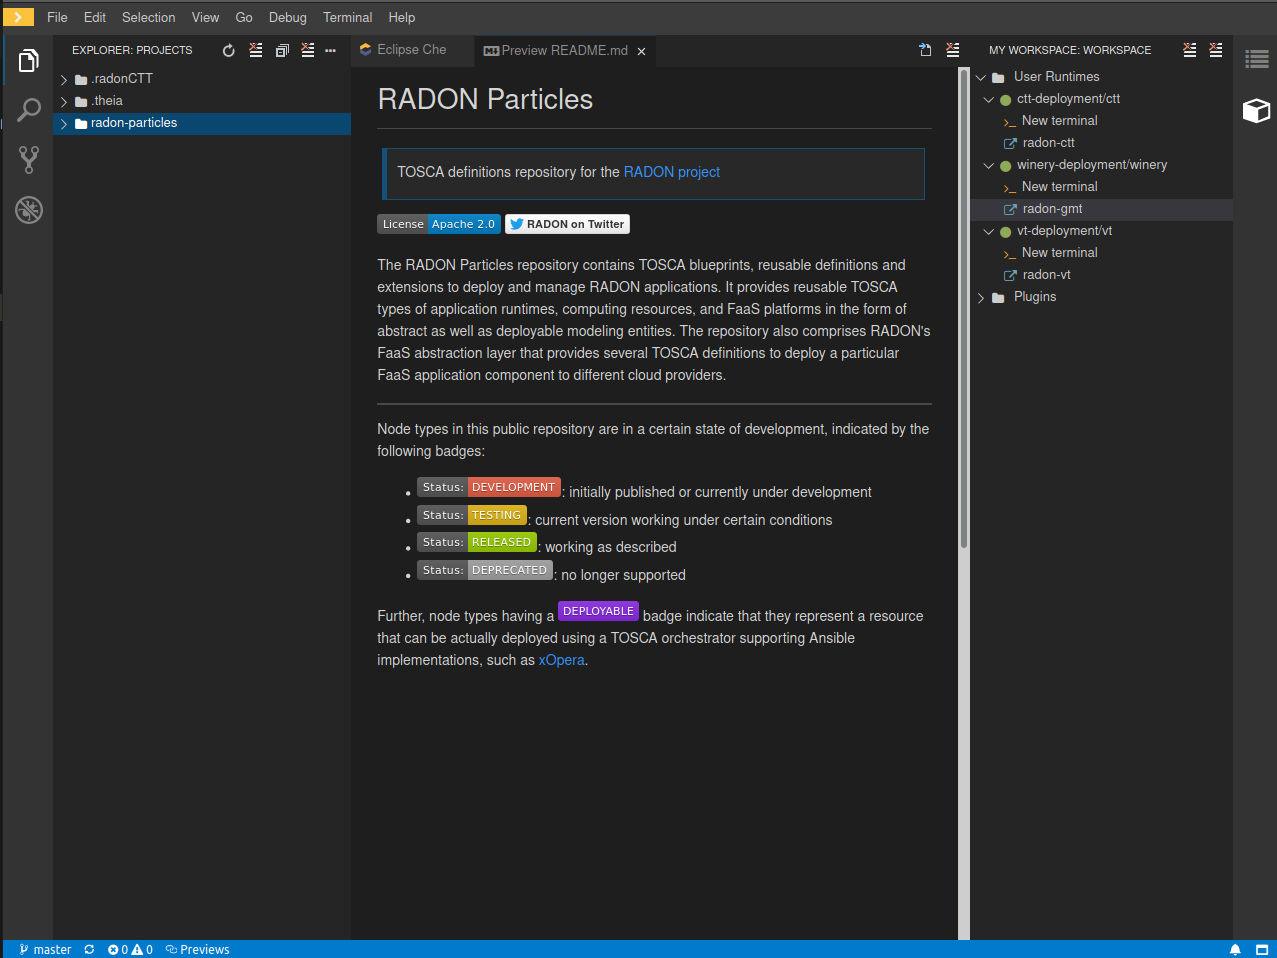 File Edit Selection View Go Debug Terminal Help
EXPLORER: PROJECTS
.radonCTT
.theia
radon-particles
Eclipse Che
Preview README.md
RADON Particles
TOSCA definitions repository for the RADON project
License Apache 2.0 RADON on Twitter
The RADON Particles repository contains TOSCA blueprints, reusable definitions and
extensions to deploy and manage RADON applications. It provides reusable TOSCA
types of application runtimes, computing resources, and FaaS platforms in the form of
abstract as well as deployable modeling entities. The repository also comprises RADON's
FaaS abstraction layer that provides several TOSCA definitions to deploy a particular
FaaS application component to different cloud providers.
Node types in this public repository are in a certain state of development, indicated by the
following badges:
Status: DEVELOPMENT : initially published or currently under development
Status: TESTING : current version working under certain conditions
Status: RELEASED : working as described
Status: DEPRECATED : no longer supported
Further, node types having a DEPLOYABLE badge indicate that they represent a resource
that can be actually deployed using a TOSCA orchestrator supporting Ansible
implementations, such as xOpera.
MY WORKSPACE: WORKSPACE
User Runtimes
ctt-deployment/ctt
New terminal
radon-ctt
winery-deployment/winery
New terminal
radon-gmt
vt-deployment/vt
New terminal
radon-vt
Plugins
master 0 0 Previews